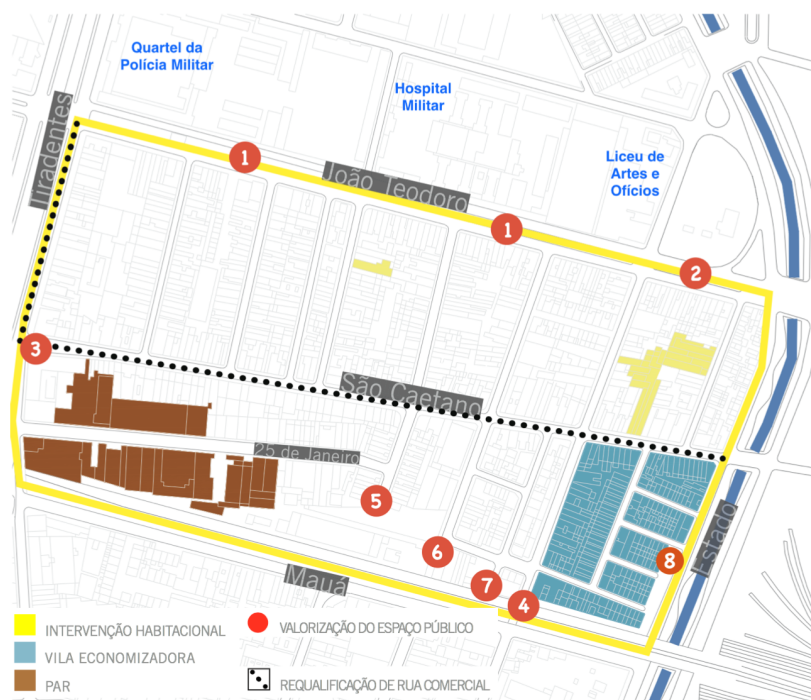 Quartel da
Polícia Militar
Hospital
Militar
Liceu de
Artes e
Ofícios
Tiradentes
1
João Teodoro
1
2
3
São Caetano
25 de Janeiro
5
Estado
6
8
7
4
Mauá
INTERVENÇÃO HABITACIONAL
VALORIZAÇÃO DO ESPAÇO PÚBLICO
VILA ECONOMIZADORA
PAR
REQUALIFICAÇÃO DE RUA COMERCIAL